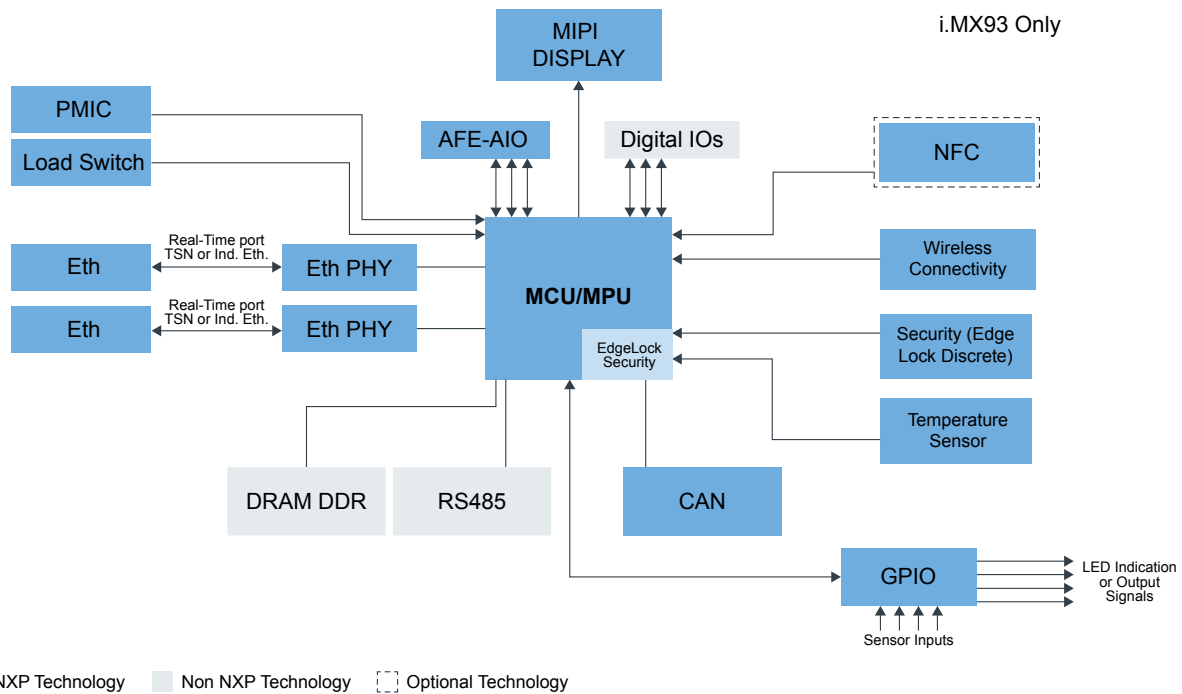 MIPI
DISPLAY
i.MX93 Only
PMIC
Load Switch
AFE-AIO
Digital IOs
NFC
Eth
Real-Time port
TSN or Ind. Eth.
Eth PHY
Eth
Real-Time port
TSN or Ind. Eth.
Eth PHY
MCU/MPU
EdgeLock
Security
Wireless
Connectivity
Security (Edge
Lock Discrete)
Temperature
Sensor
DRAM DDR
RS485
CAN
GPIO
LED Indication
or Output
Signals
Sensor Inputs
NXP Technology
Non NXP Technology
Optional Technology